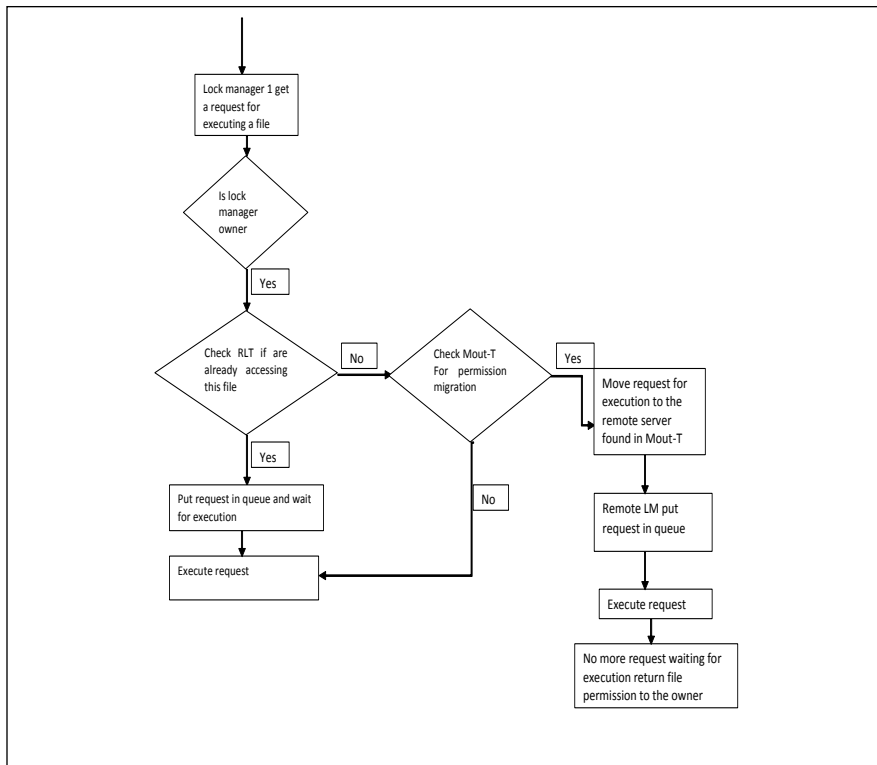 Lock manager 1 get
a request for
executing a file
Is lock
manager
owner
Yes
Check RLT if are
already accessing
this file
No
Check Mout-T
For permission
migration
Yes
Move request for
execution to the
remote server
found in Mout-T
Yes
Put request in queue and wait
for execution
No
Remote LM put
request in queue
Execute request
Execute request
No more request waiting for
execution return file
permission to the owner